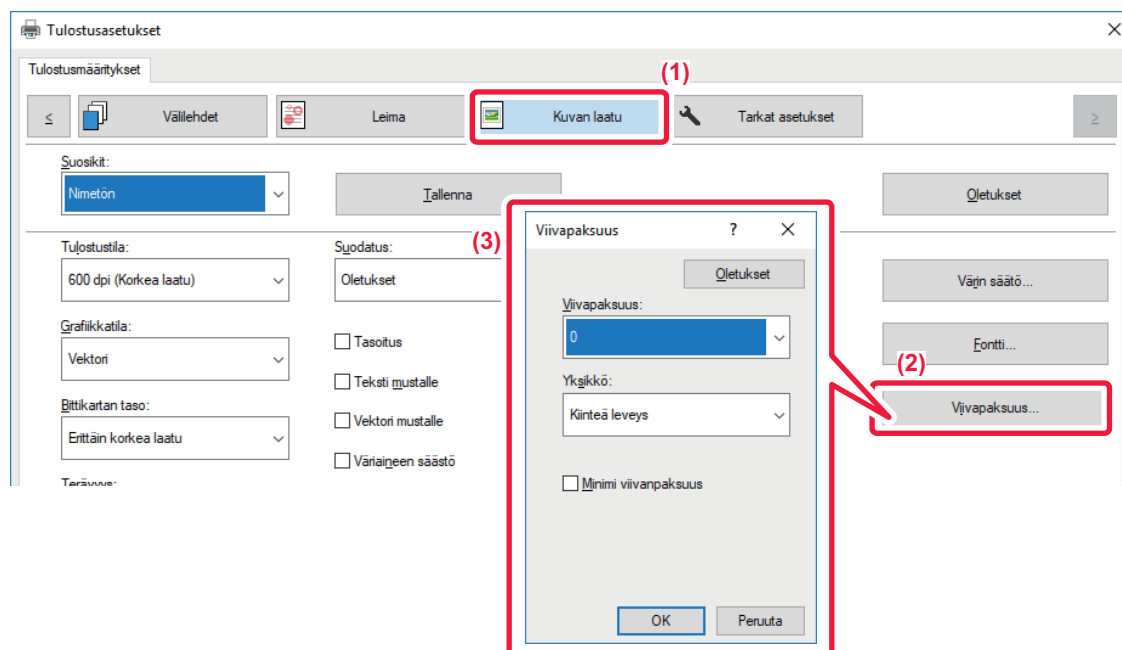 Tulostusasetukset
Tulostusmääritykset
(1)
≤ Välilehdet Leima Kuvan laatu Tarkat asetukset ≥
Suosikit:
Nimetön Tallenna Oletukset
Tulostustila: Suodatus: (3)
600 dpi (Korkea laatu) Oletukset Värin säätö...
Grafiikkatila:
Vektori Tasoitus Fontti...
Teksti mustalle (2)
Bittikartan taso: Viivapaksuus...
Erittäin korkea laatu Vektori mustalle
Väriaineen säästö
Terävyys:
Viivapaksuus ?
Oletukset
Viivapaksuus:
0
Yksikkö:
Kiinteä leveys
Minimi viivanpaksuus
OK Peruuta